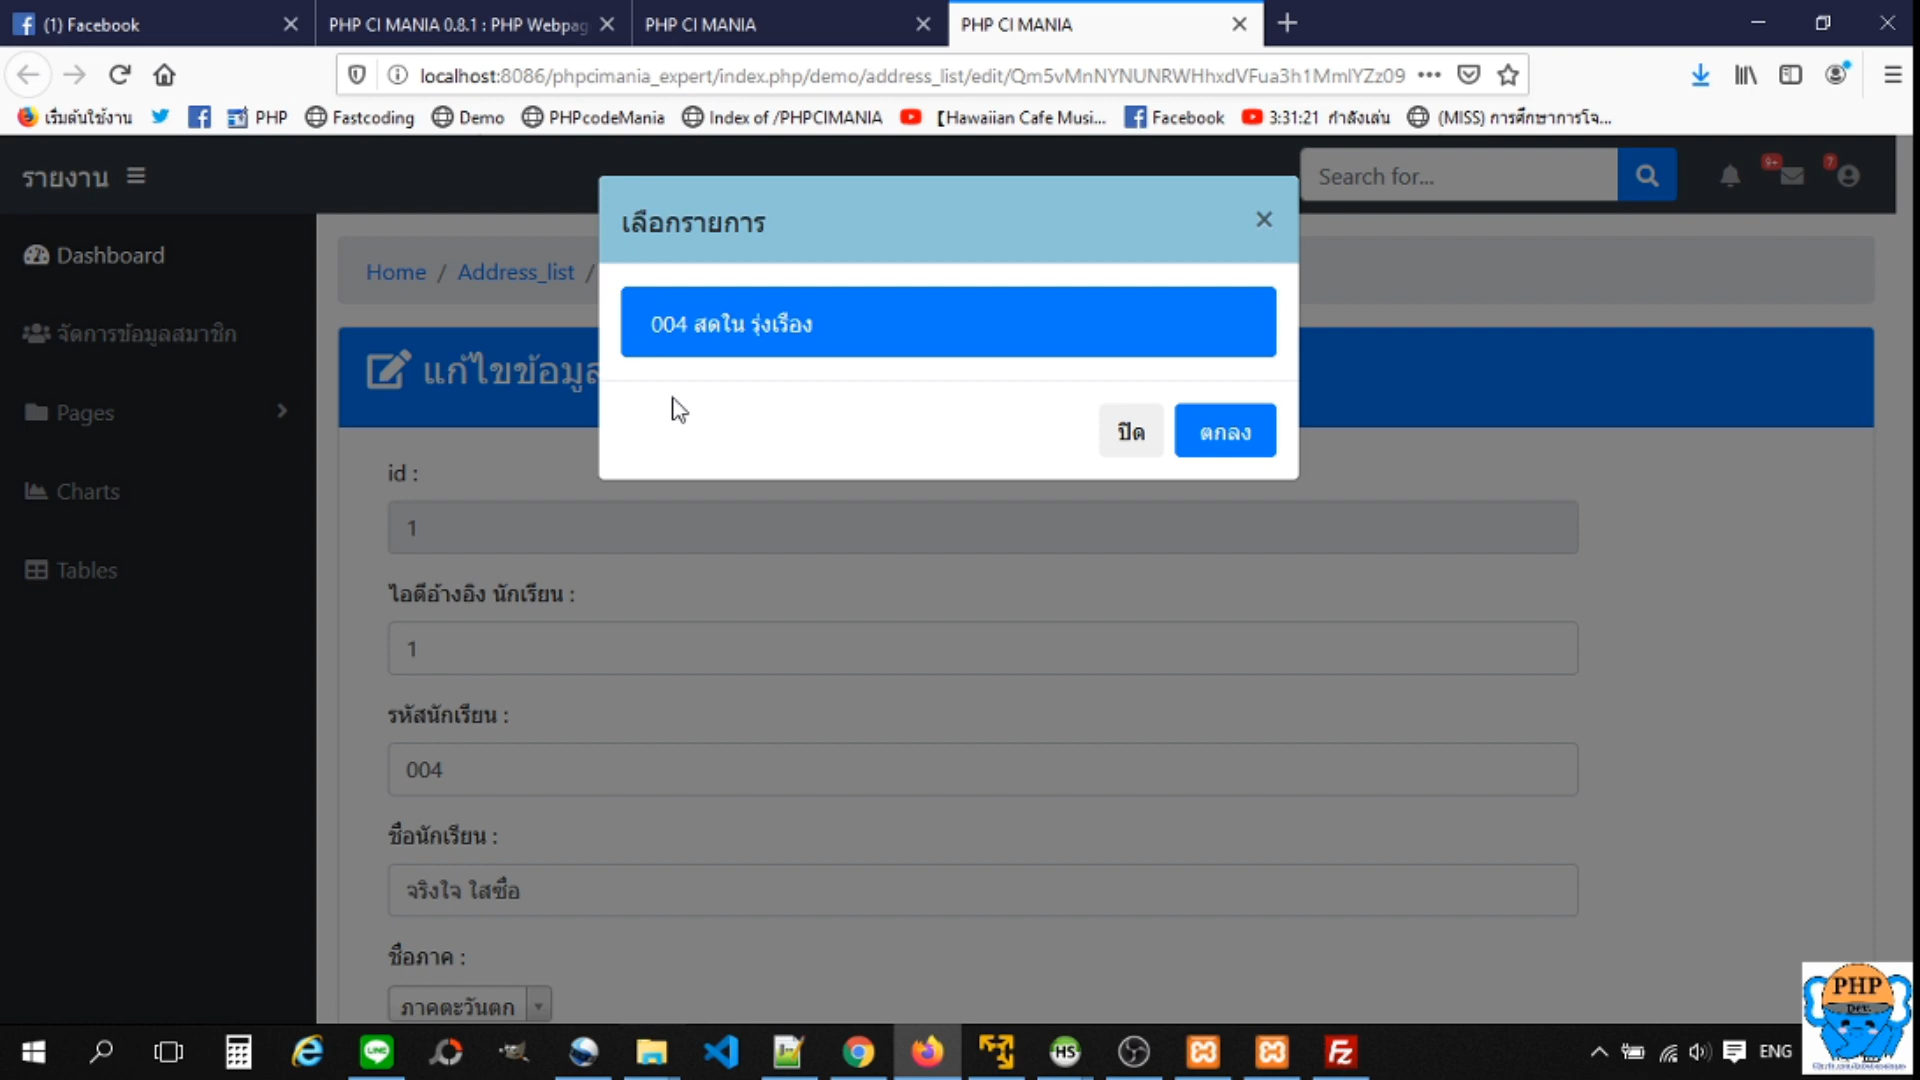 (1) Facebook
PHP CI MANIA 0.8.1 : PHP Webpag
PHP CI MANIA
PHP CI MANIA
localhost:8086/phpcimania_expert/index.php/demo/address_list/edit/Qm5vMnNYNUNRWHhxdVFua3h1MmlYZz09
เริ่มต้นใช้งาน
PHP
Fastcoding
Demo
PHPcodeMania
Index of /PHPCIMANIA
【Hawaiian Cafe Musi...
Facebook
3:31:21 กำลังเล่น
(MISS) การศึกษาการโจ...
รายงาน
Search for...
9+
7
เลือกรายการ
Dashboard
Home / Address_list /
004 สดใน รุ่งเรือง
จัดการข้อมูลสมาชิก
แก้ไขข้อมูล
Pages
ปิด
ตกลง
id :
Charts
1
Tables
ไอดีอ้างอิง นักเรียน :
1
รหัสนักเรียน :
004
ชื่อนักเรียน :
จริงใจ ใสซื่อ
ชื่อภาค :
ภาคตะวันตก
PHP
Dev.
LINE
HS
Fz
ENG